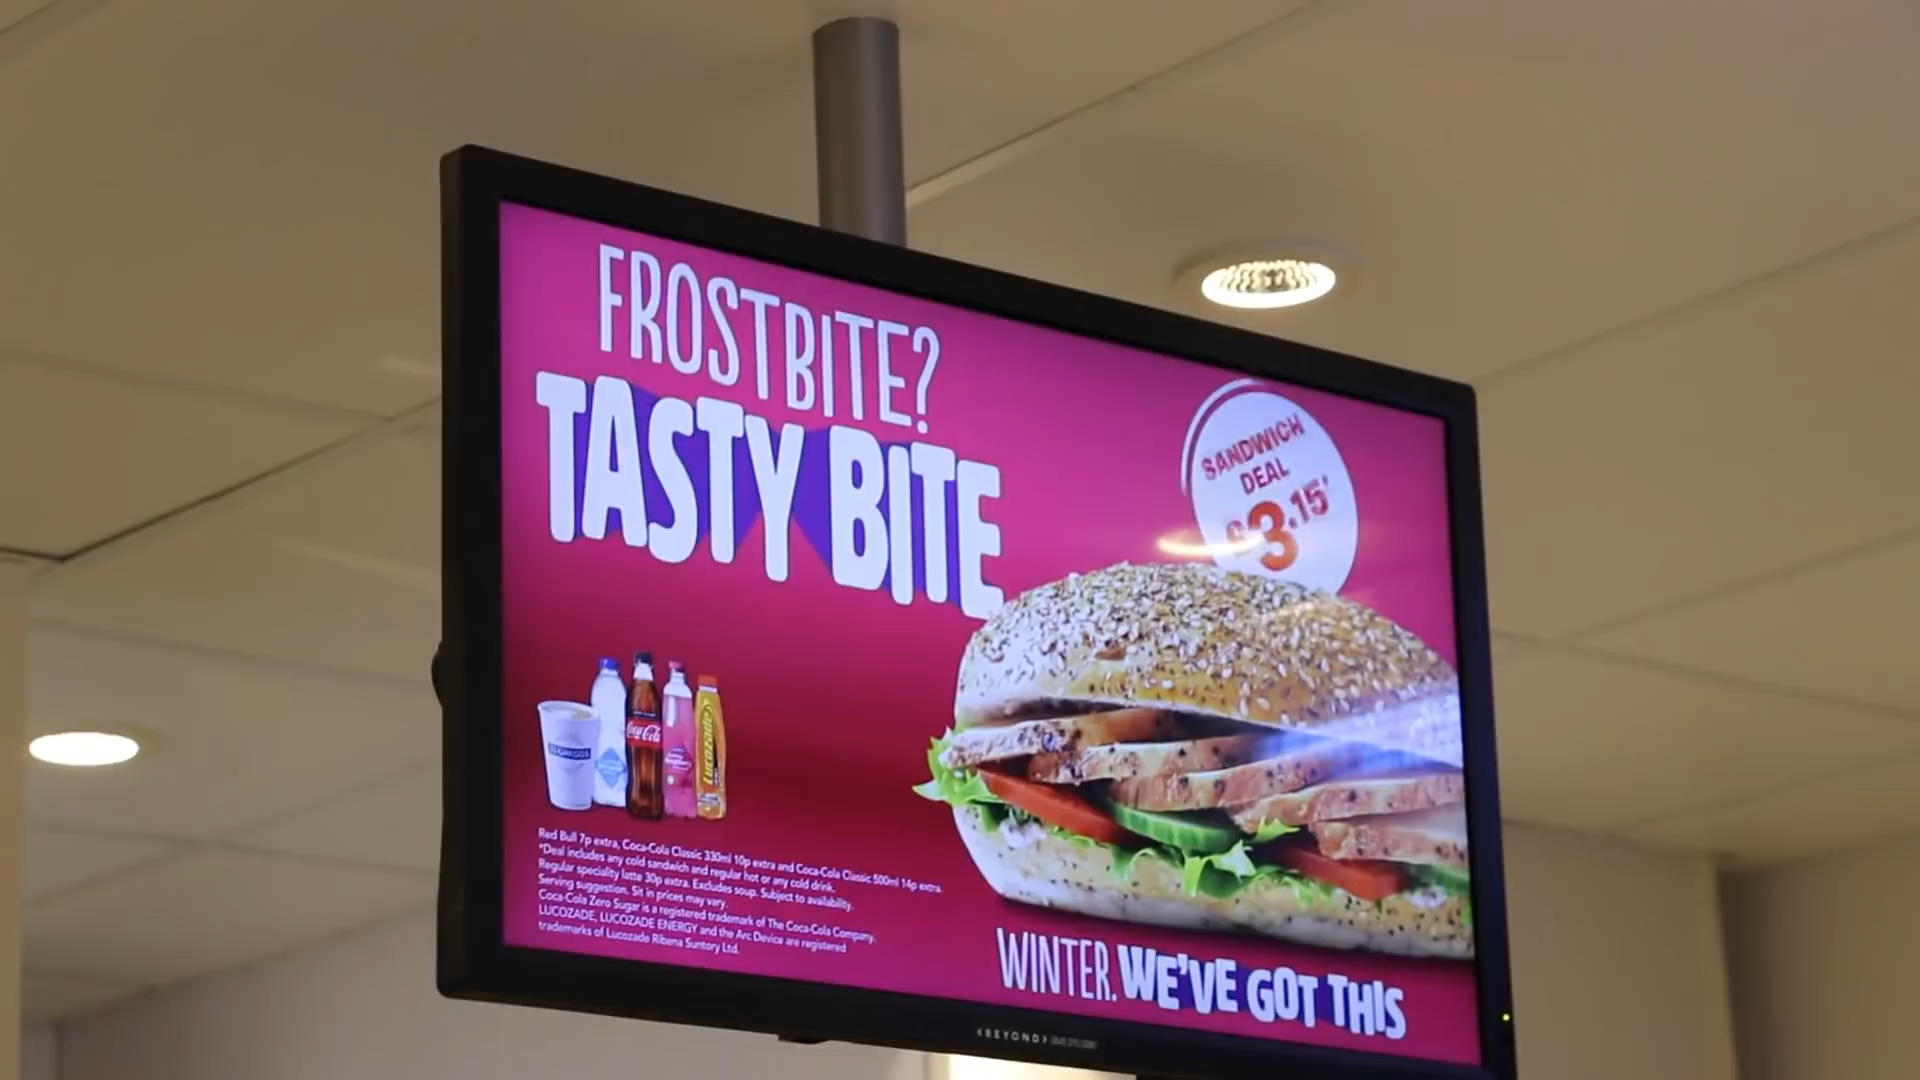 FROSTBITE?
TASTY BITE
SANDWICH
DEAL
£3.15*
GREGGS
Coca-Cola
Lucozade
Red Bull 7p extra, Coca-Cola Classic 330ml 10p extra and Coca-Cola Classic 500ml 14p extra.
*Deal includes any cold sandwich and regular hot or any cold drink.
Regular speciality latte 30p extra. Excludes soup. Subject to availability.
Serving suggestion. Sit in prices may vary.
Coca-Cola Zero Sugar is a registered trademark of The Coca-Cola Company.
LUCOZADE, LUCOZADE ENERGY and the Arc Device are registered
trademarks of Lucozade Ribena Suntory Ltd.
WINTER. WE'VE GOT THIS
<BEYOND>